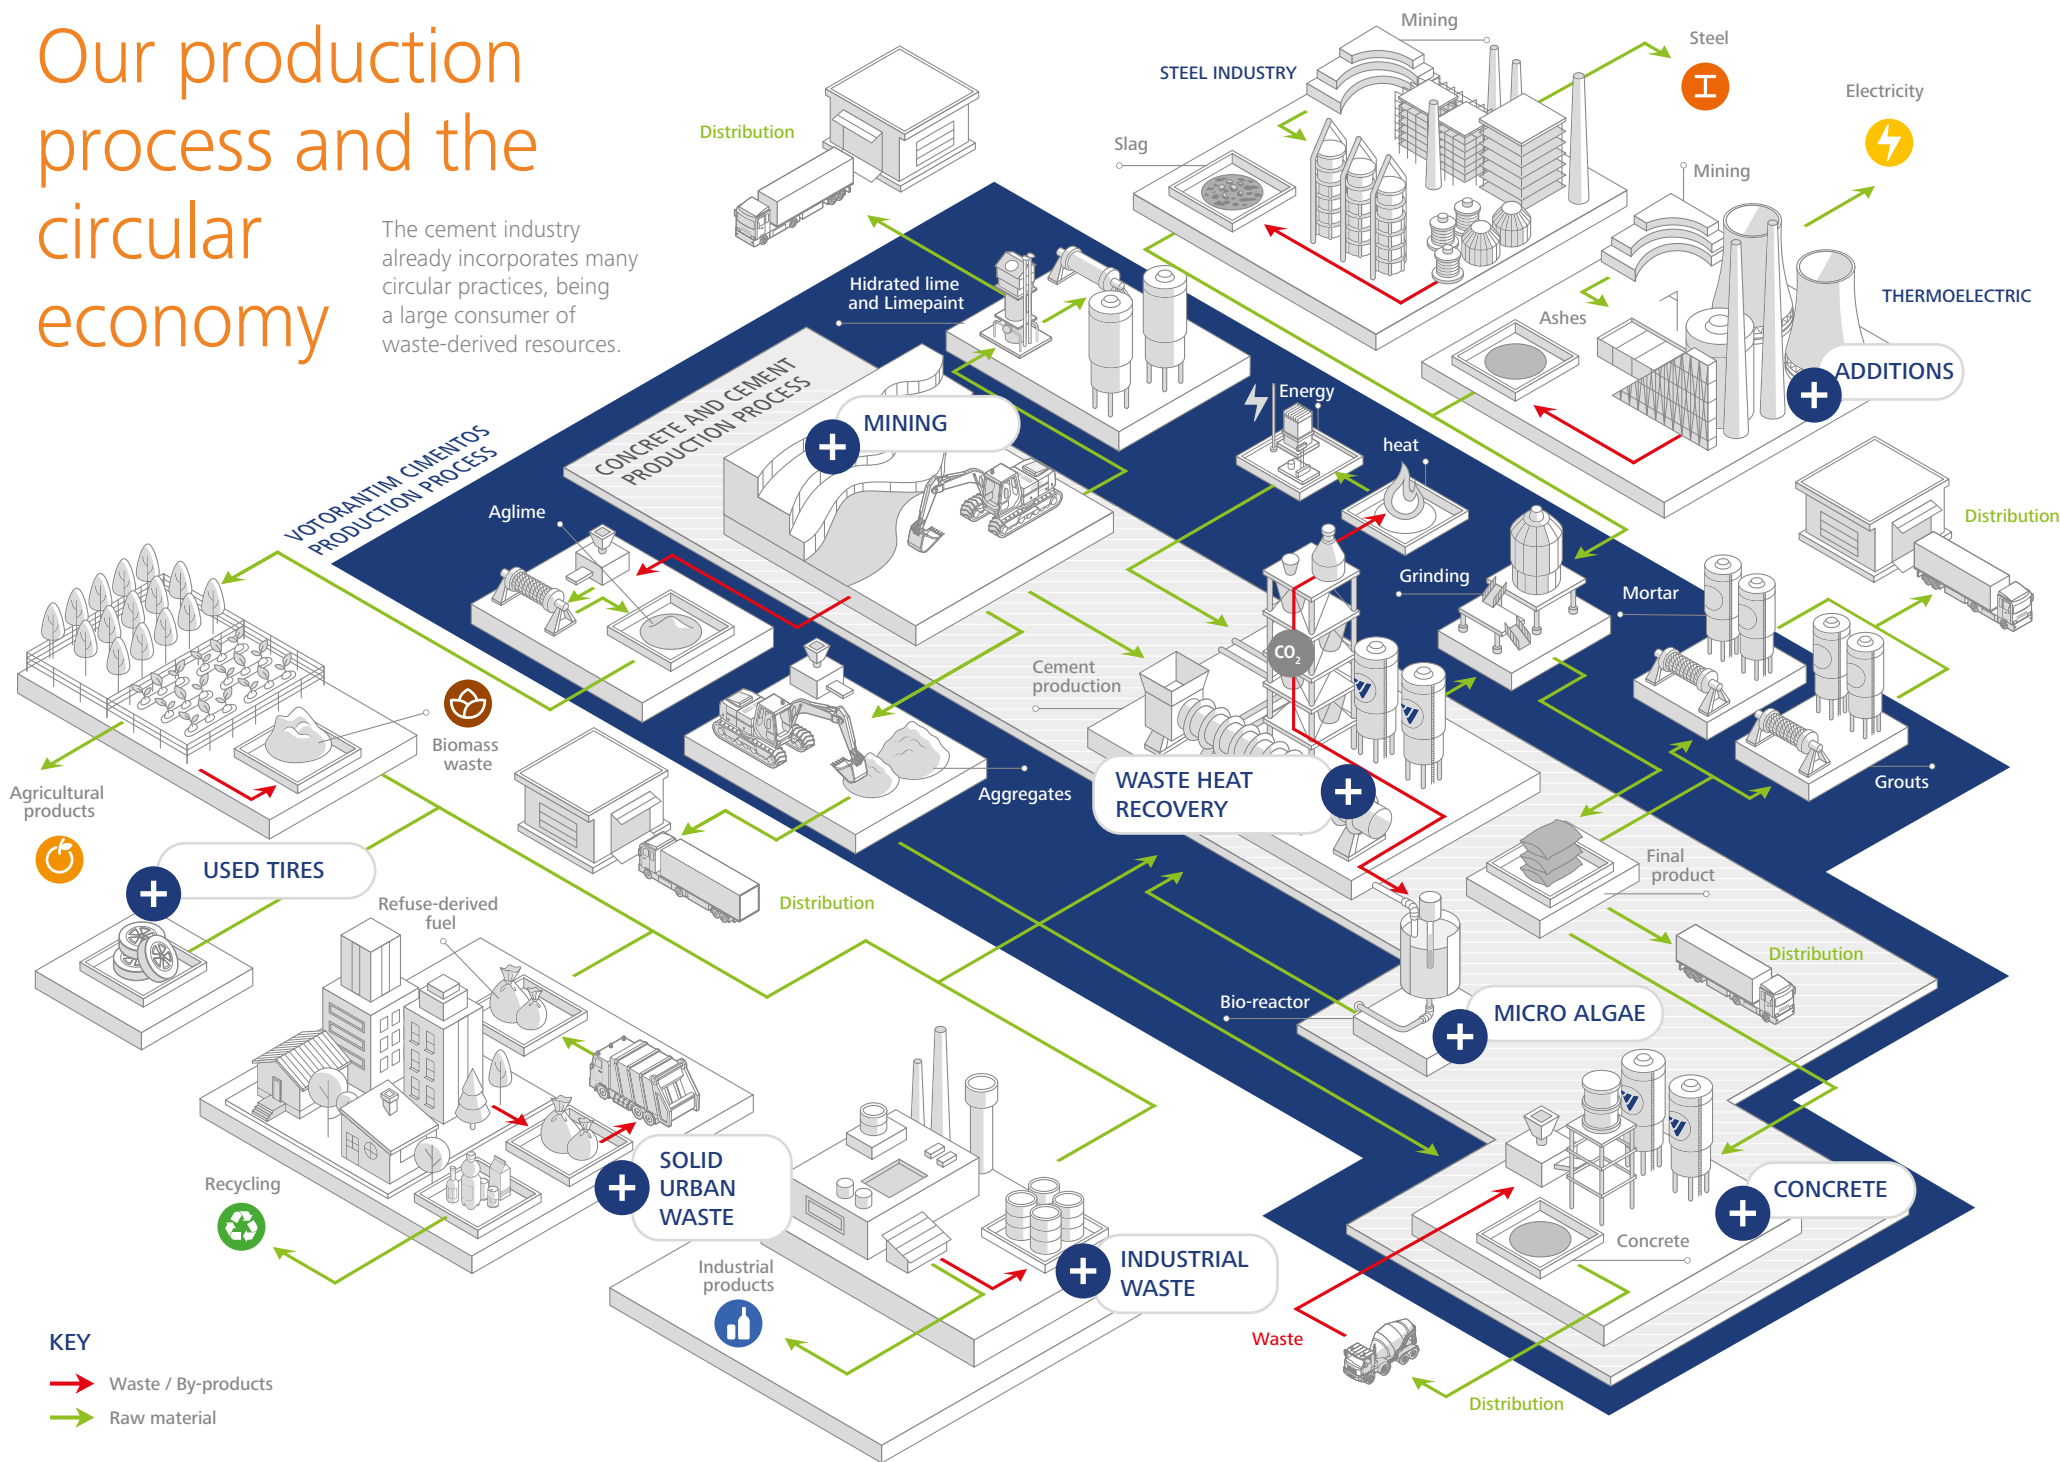 Our production
process and the
circular
economy
The cement industry
already incorporates many
circular practices, being
a large consumer of
waste-derived resources.
Distribution
STEEL INDUSTRY
Mining
Steel
Electricity
Slag
Mining
Hidrated lime
and Limepaint
THERMOELECTRIC
Ashes
ADDITIONS
CONCRETE AND CEMENT
PRODUCTION PROCESS
MINING
Energy
heat
VOTORANTIM CIMENTOS
PRODUCTION PROCESS
Aglime
Distribution
Grinding
Mortar
CO2
Cement
production
Biomass
waste
Agricultural
products
Aggregates
WASTE HEAT
RECOVERY
Grouts
USED TIRES
Final
product
Refuse-derived
fuel
Distribution
Distribution
Bio-reactor
MICRO ALGAE
SOLID
URBAN
WASTE
Recycling
CONCRETE
Concrete
Industrial
products
INDUSTRIAL
WASTE
Waste
Distribution
KEY
Waste / By-products
Raw material